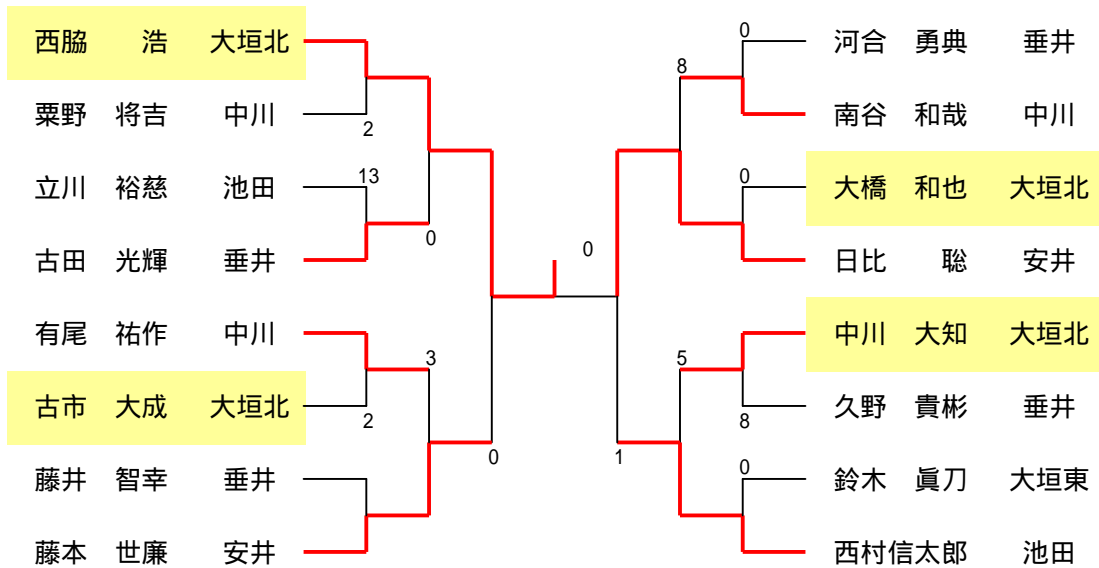 西脇 浩 大垣北
粟野 将吉 中川
2
立川 裕慈 池田
13
古田 光輝 垂井
0
有尾 祐作 中川
3
古市 大成 大垣北
2
藤井 智幸 垂井
0
藤本 世廉 安井
0
0
河合 勇典 垂井
8
南谷 和哉 中川
0
大橋 和也 大垣北
日比 聡 安井
中川 大知 大垣北
5
久野 貴彬 垂井
8
1
0
鈴木 眞刀 大垣東
西村信太郎 池田